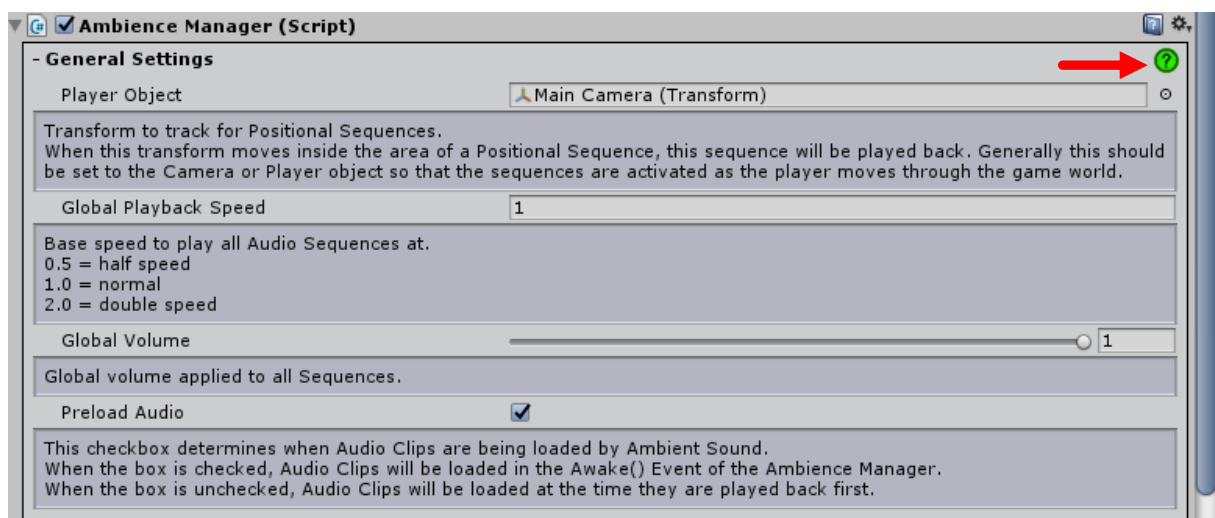 Ambience Manager (Script)
- General Settings
?
Player Object
Main Camera (Transform)
Transform to track for Positional Sequences.
When this transform moves inside the area of a Positional Sequence, this sequence will be played back. Generally this should
be set to the Camera or Player object so that the sequences are activated as the player moves through the game world.
Global Playback Speed
1
Base speed to play all Audio Sequences at.
0.5 = half speed
1.0 = normal
2.0 = double speed
Global Volume
1
Global volume applied to all Sequences.
Preload Audio
This checkbox determines when Audio Clips are being loaded by Ambient Sound.
When the box is checked, Audio Clips will be loaded in the Awake() Event of the Ambience Manager.
When the box is unchecked, Audio Clips will be loaded at the time they are played back first.